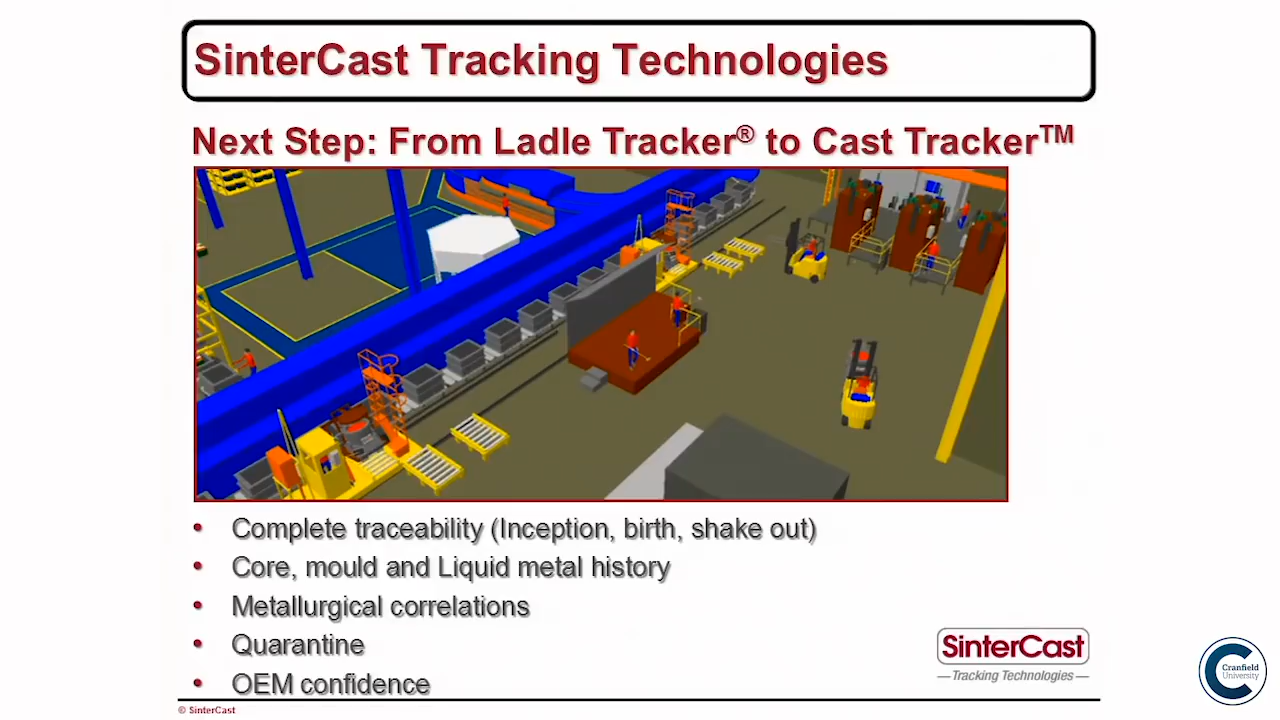 SinterCast Tracking Technologies
Next Step: From Ladle Tracker® to Cast Tracker™
• Complete traceability (Inception, birth, shake out)
• Core, mould and Liquid metal history
• Metallurgical correlations
• Quarantine
• OEM confidence
SinterCast
Tracking Technologies
Cranfield
University
© SinterCast